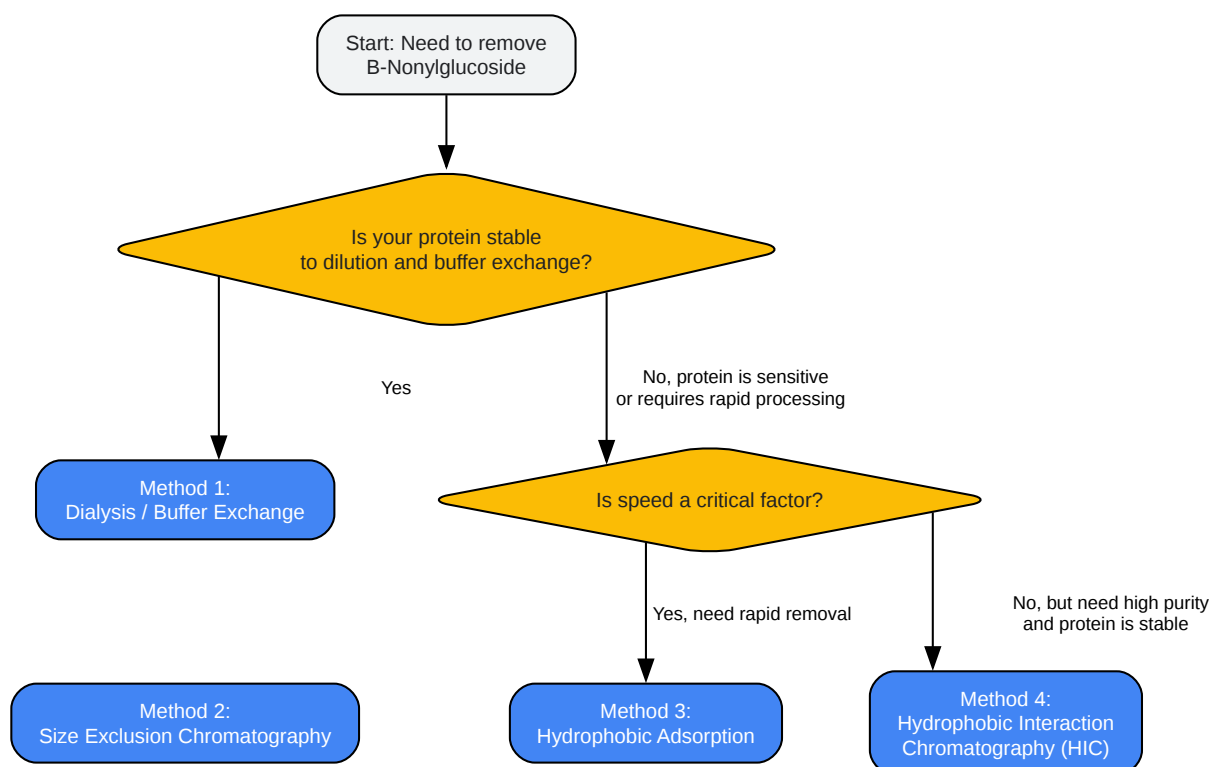 Start: Need to remove
B-Nonylglucoside
Is your protein stable
to dilution and buffer exchange?
Yes
No, protein is sensitive
or requires rapid processing
Method 1:
Dialysis / Buffer Exchange
Is speed a critical factor?
Yes, need rapid removal
No, but need high purity
and protein is stable
Method 2:
Size Exclusion Chromatography
Method 3:
Hydrophobic Adsorption
Method 4:
Hydrophobic Interaction
Chromatography (HIC)